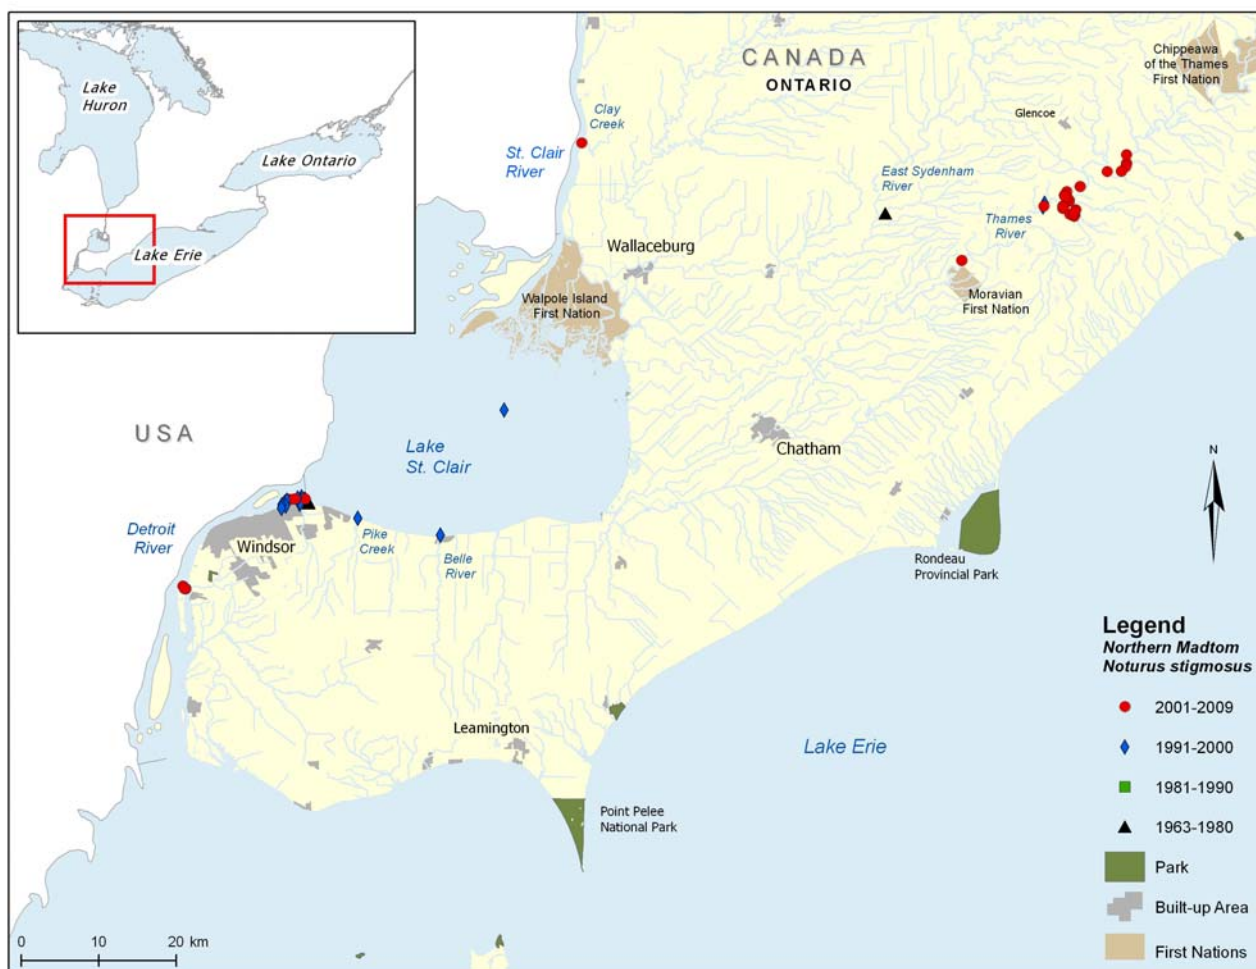 Lake
Huron
Lake Ontario
Lake Erie
CANADA
ONTARIO
Chippeawa
of the Thames
First Nation
Glencoe
Clay
Creek
St. Clair
River
East Sydenham
River
Thames
River
Wallaceburg
Walpole Island
First Nation
Moravian
First Nation
USA
Lake
St. Clair
Chatham
N
Detroit
River
Windsor
Pike
Creek
Belle
River
Rondeau
Provincial Park
Leamington
Lake Erie
Point Pelee
National Park
Legend
Northern Madtom
Noturus stigmosus
2001-2009
1991-2000
1981-1990
1963-1980
Park
Built-up Area
First Nations
0 10 20 km